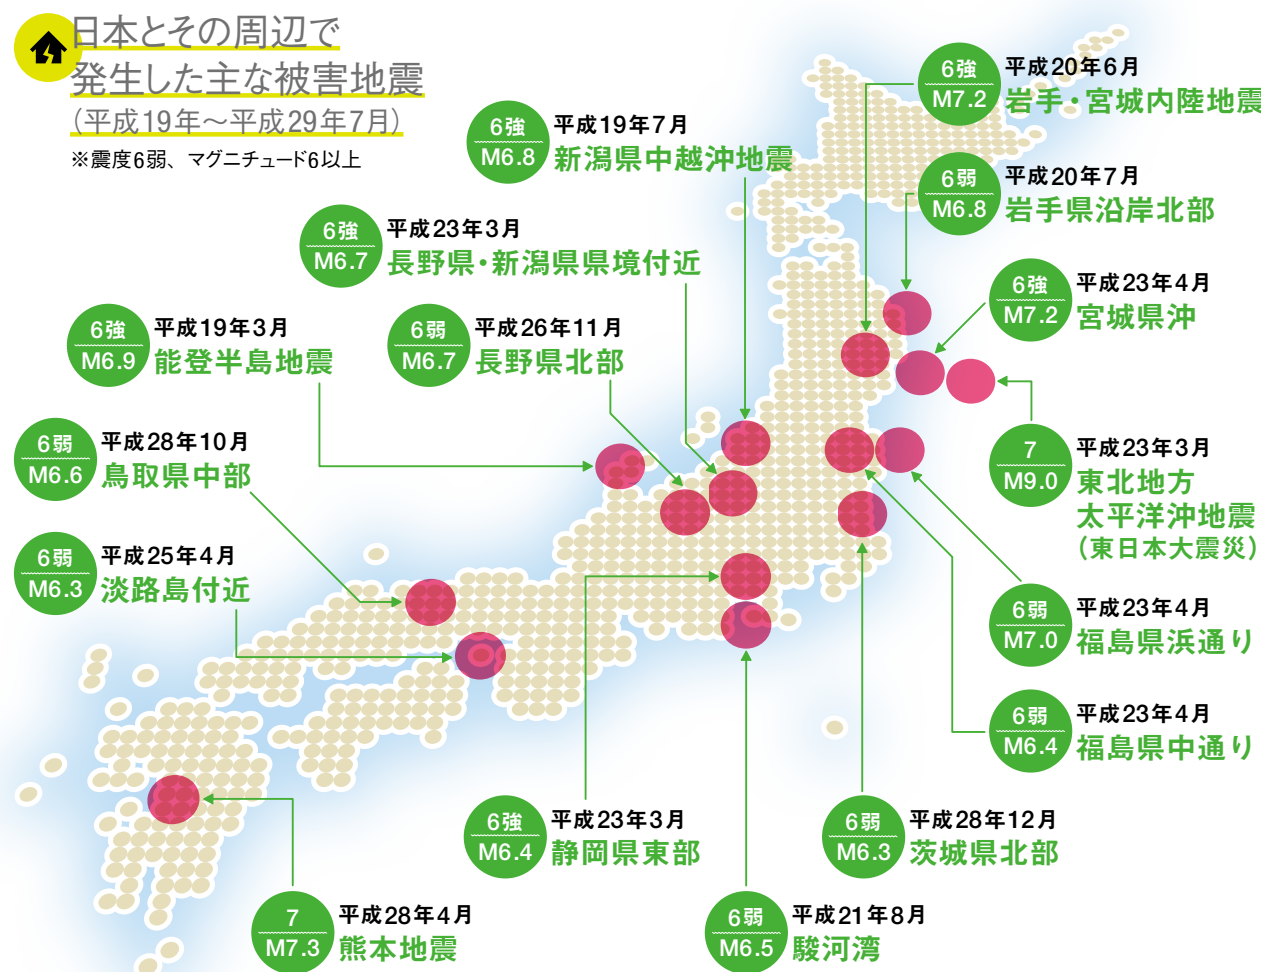 日本とその周辺で
発生した主な被害地震
(平成19年～平成29年7月)
※震度6弱、マグニチュード6以上
6強
M7.2
平成20年6月
岩手・宮城内陸地震
6強
M6.8
平成19年7月
新潟県中越沖地震
6弱
M6.8
平成20年7月
岩手県沿岸北部
6強
M6.7
平成23年3月
長野県・新潟県県境付近
6強
M7.2
平成23年4月
宮城県沖
6強
M6.9
平成19年3月
能登半島地震
6弱
M6.7
平成26年11月
長野県北部
6弱
M6.6
平成28年10月
鳥取県中部
7
M9.0
平成23年3月
東北地方
太平洋沖地震
(東日本大震災)
6弱
M6.3
平成25年4月
淡路島付近
6弱
M7.0
平成23年4月
福島県浜通り
6弱
M6.4
平成23年4月
福島県中通り
6強
M6.4
平成23年3月
静岡県東部
6弱
M6.3
平成28年12月
茨城県北部
7
M7.3
平成28年4月
熊本地震
6弱
M6.5
平成21年8月
駿河湾